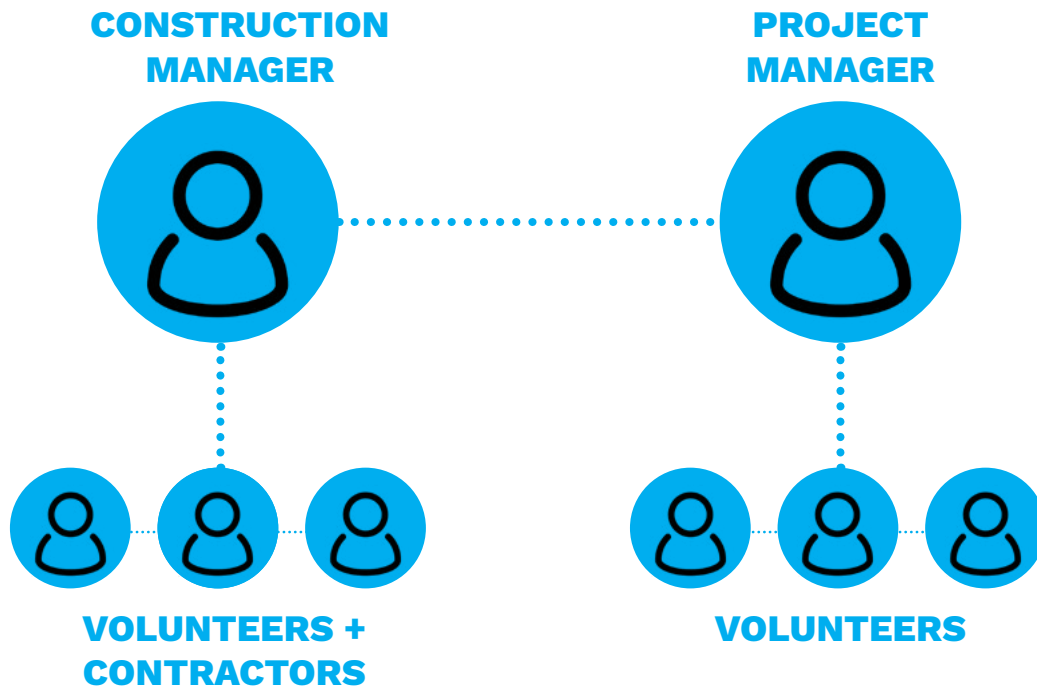 CONSTRUCTION
MANAGER
PROJECT
MANAGER
VOLUNTEERS +
CONTRACTORS
VOLUNTEERS